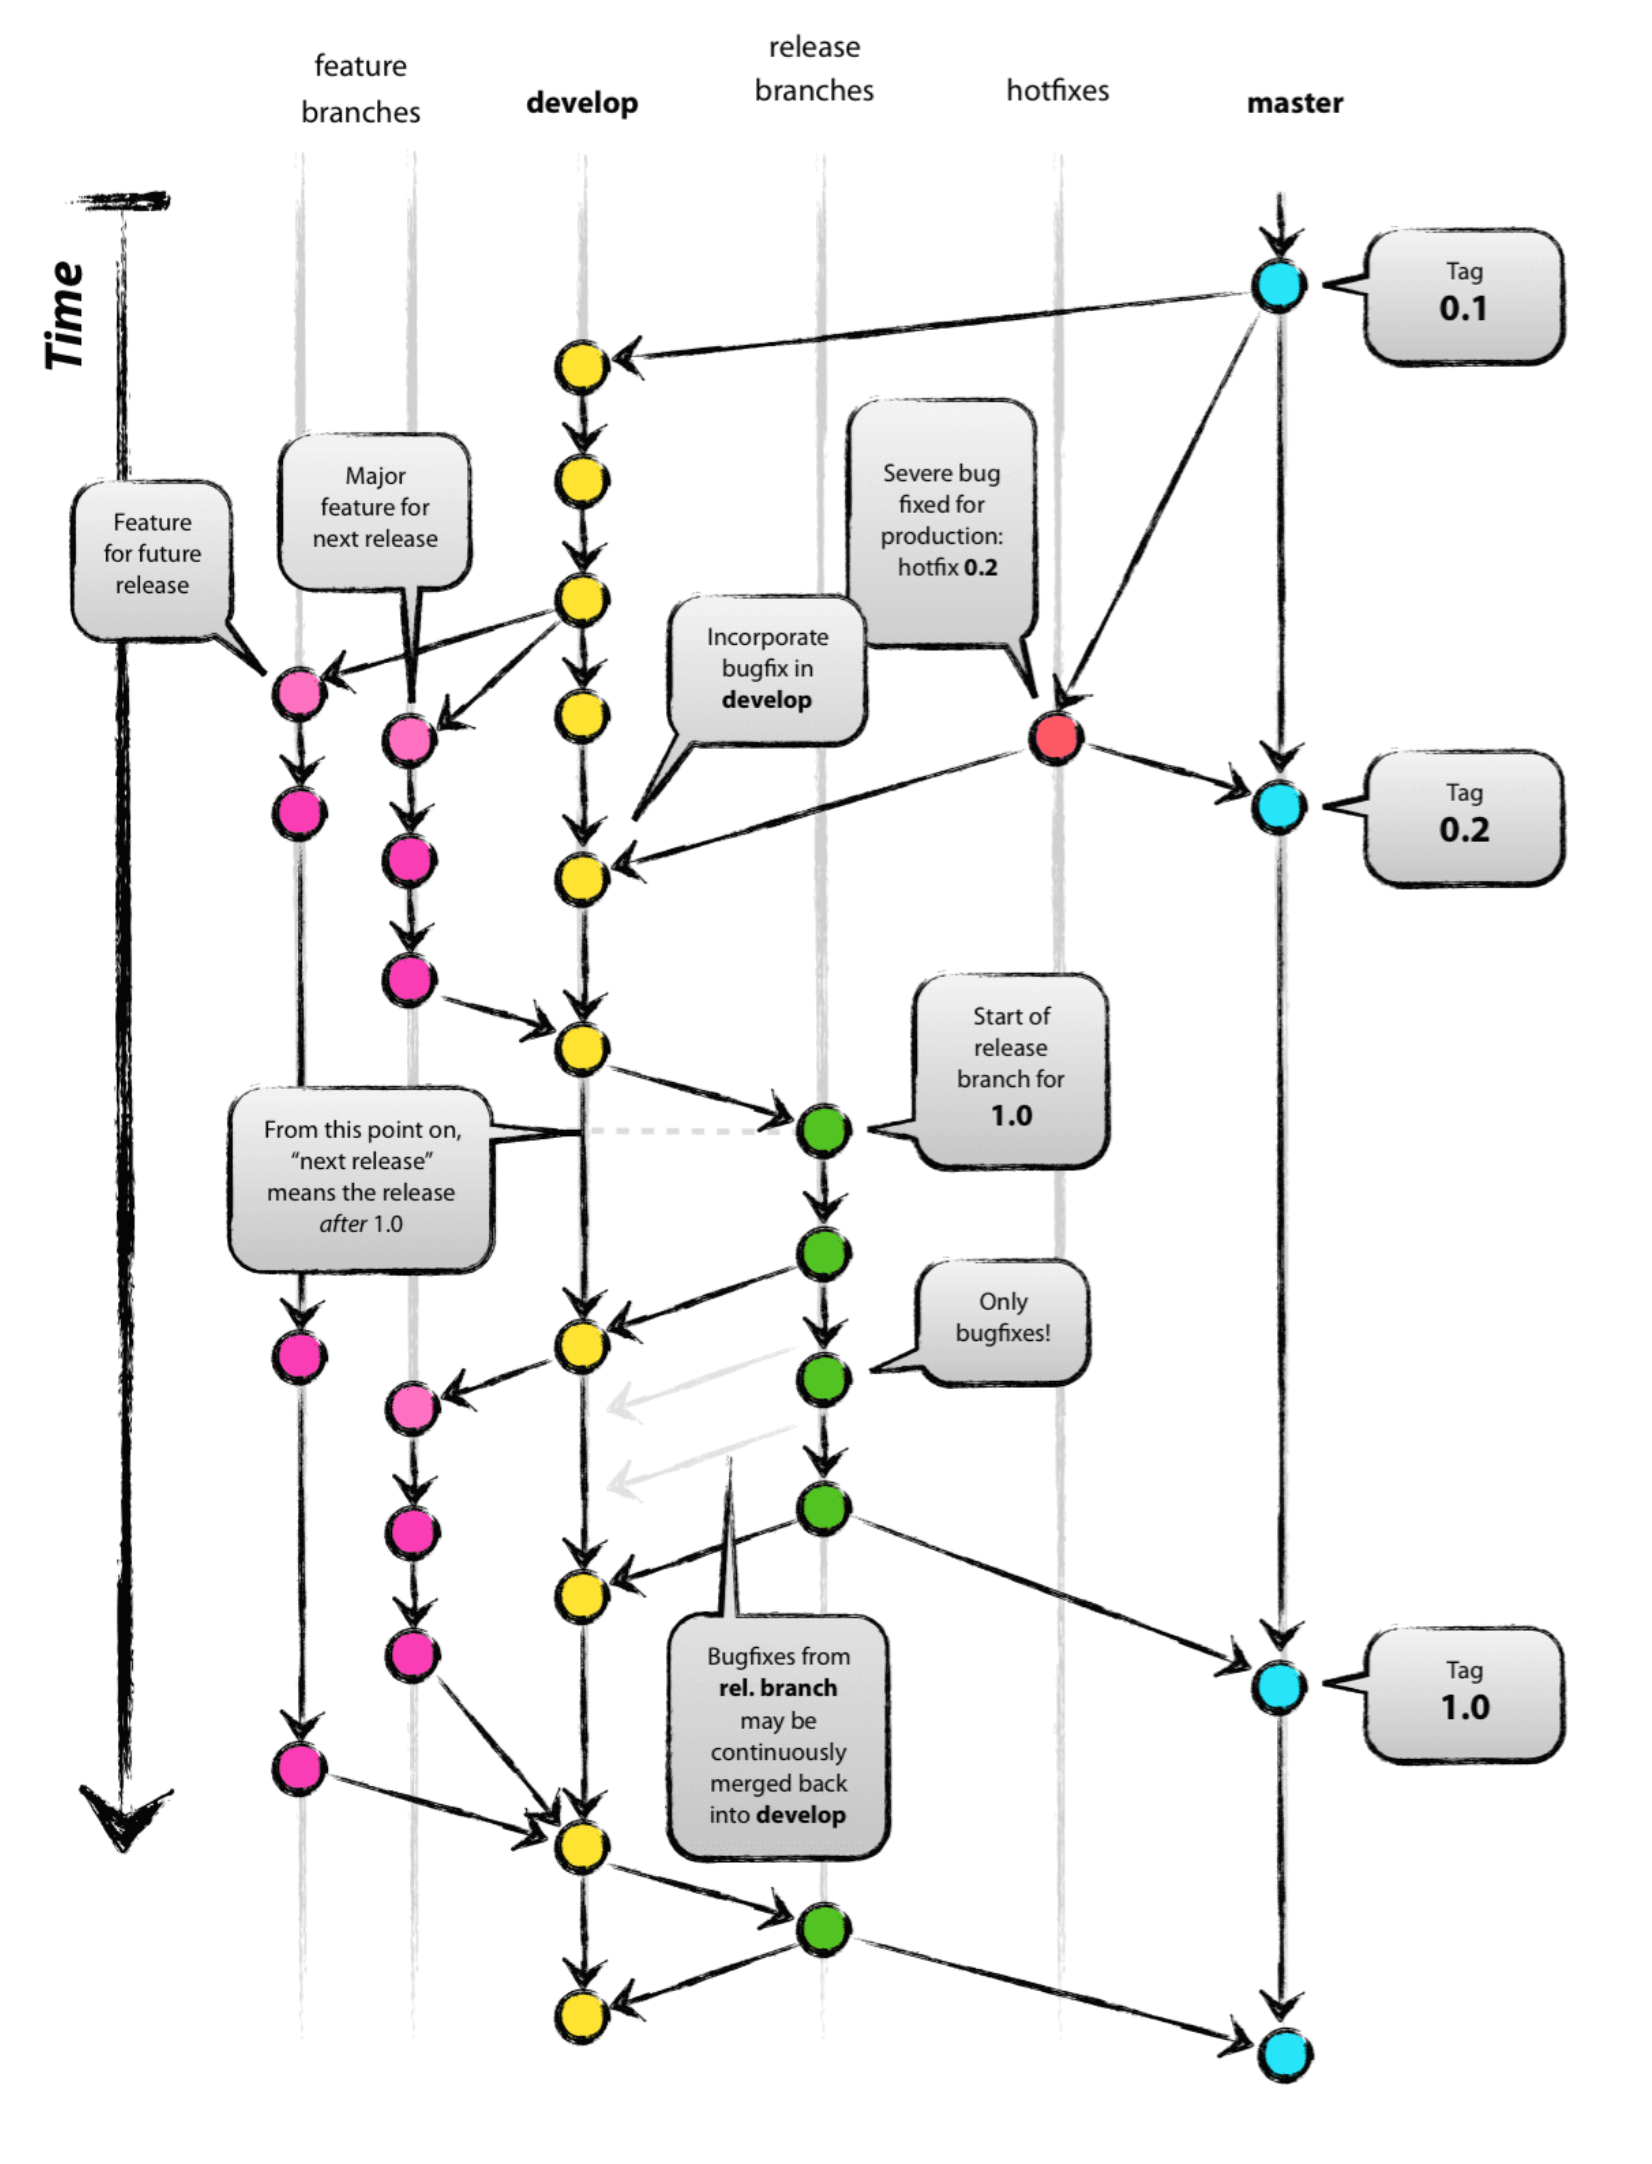 feature
branches
develop
release
branches
hotfixes
master
Time
Tag
0.1
Severe bug
fixed for
production:
hotfix 0.2
Major
feature for
next release
Feature
for future
release
Incorporate
bugfix in
develop
Tag
0.2
Start of
release
branch for
1.0
From this point on,
“next release”
means the release
after 1.0
Only
bugfixes!
Bugfixes from
rel. branch
may be
continuously
merged back
into develop
Tag
1.0